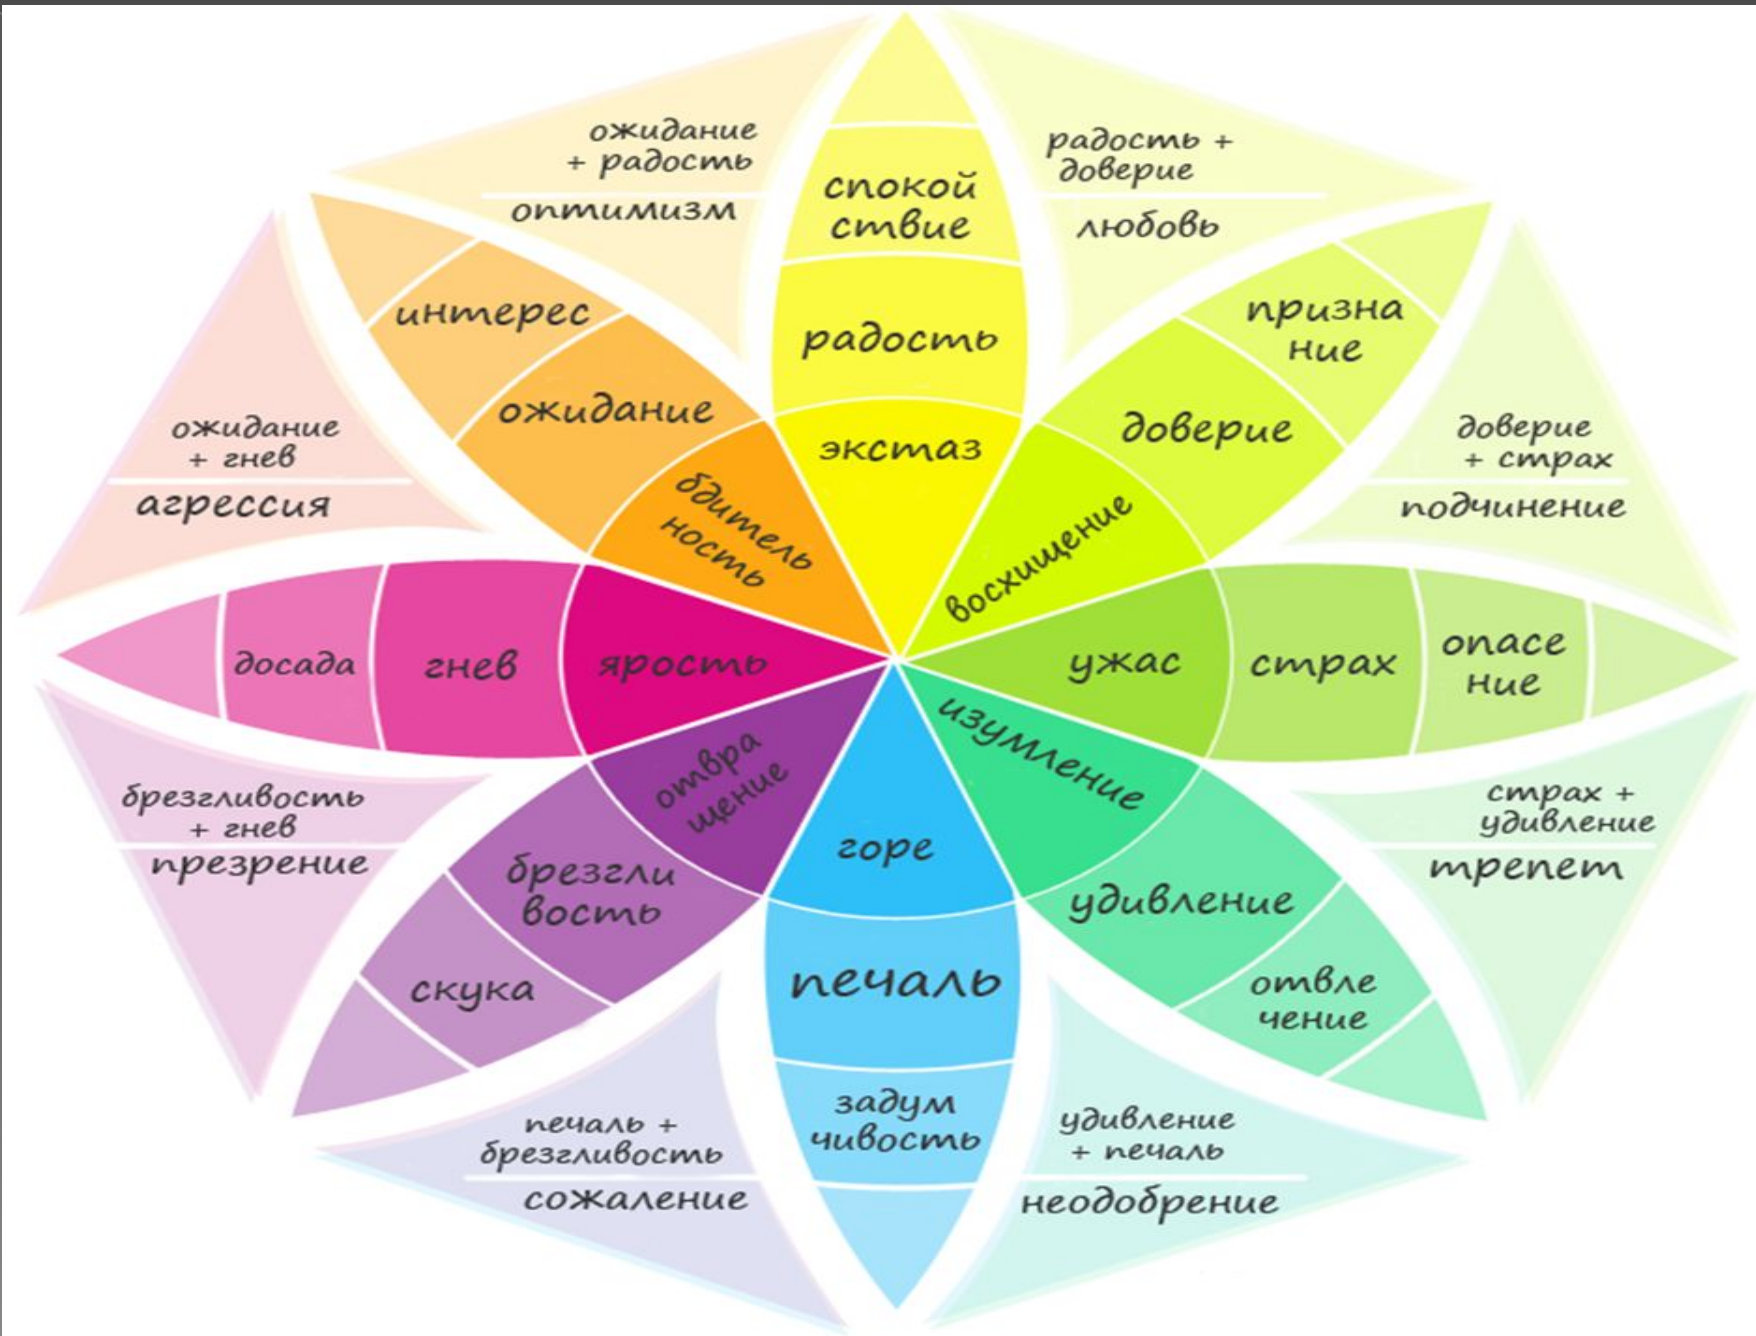 ожидание
+ радость
оптимизм
спокой
ствие
радость +
доверие
любовь
интерес
радость
призна
ние
ожидание
доверие
экстаз
ожидание
+ гнев
агрессия
бдитель
ность
восхищение
доверие
+ страх
подчинение
досада
гнев
ярость
ужас
страх
опасе
ние
брезгливость
+ гнев
презрение
отвра
щение
изумление
горе
страх +
удивление
трепет
брезгли
вость
удивление
скука
печаль
отвле
чение
печаль +
брезгливость
сожаление
задум
чивость
удивление
+ печаль
неодобрение